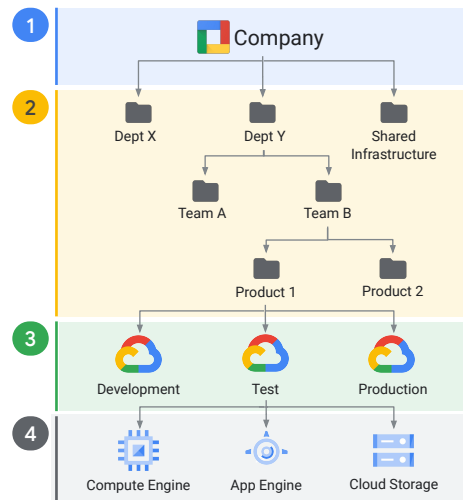 1
Company
2
Dept X
Dept Y
Shared
Infrastructure
Team A
Team B
Product 1
Product 2
3
Development
Test
Production
4
Compute Engine
App Engine
Cloud Storage